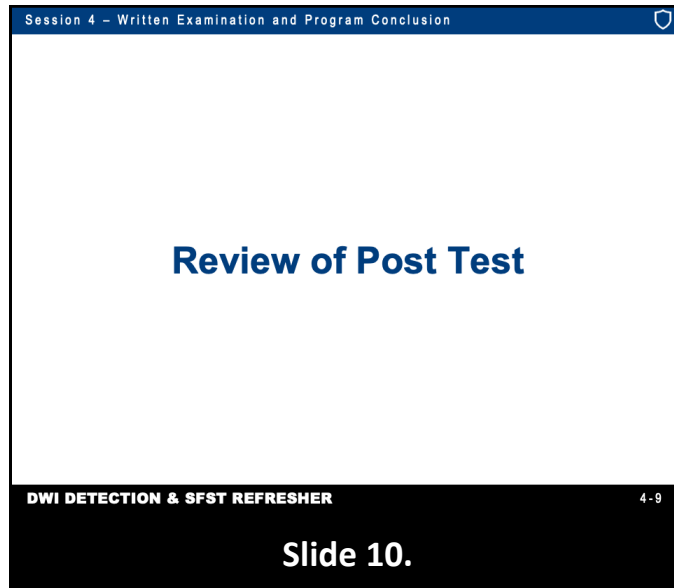 Session 4 – Written Examination and Program Conclusion
Review of Post Test
DWI DETECTION & SFST REFRESHER 4-9
Slide 10.